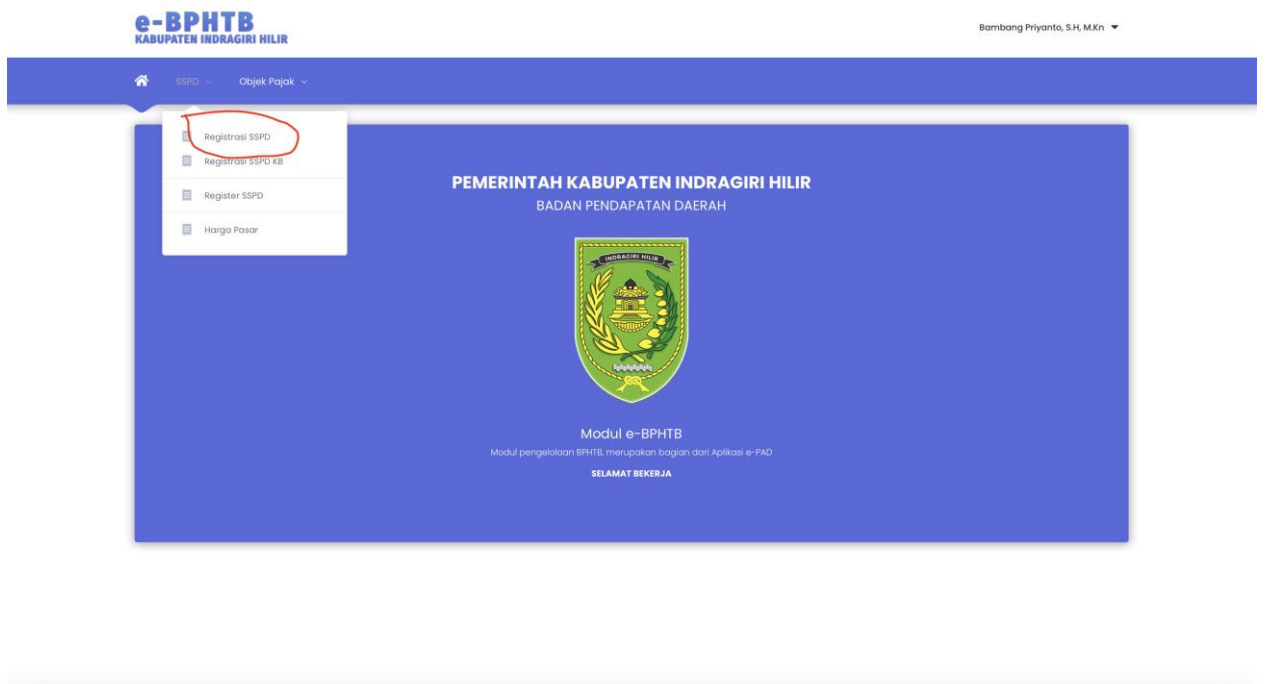 e-BPHTB
KABUPATEN INDRAGIRI HILIR
Bambang Priyanto, S.H, M.Kn
SSPD
Objek Pajak
Registrasi SSPD
Registrasi SSPD KB
Register SSPD
Harga Pasar
PEMERINTAH KABUPATEN INDRAGIRI HILIR
BADAN PENDAPATAN DAERAH
INDRAGIRI HILIR
Modul e-BPHTB
Modul pengelolaan BPHTB, merupakan bagian dari Aplikasi e-PAD
SELAMAT BEKERJA